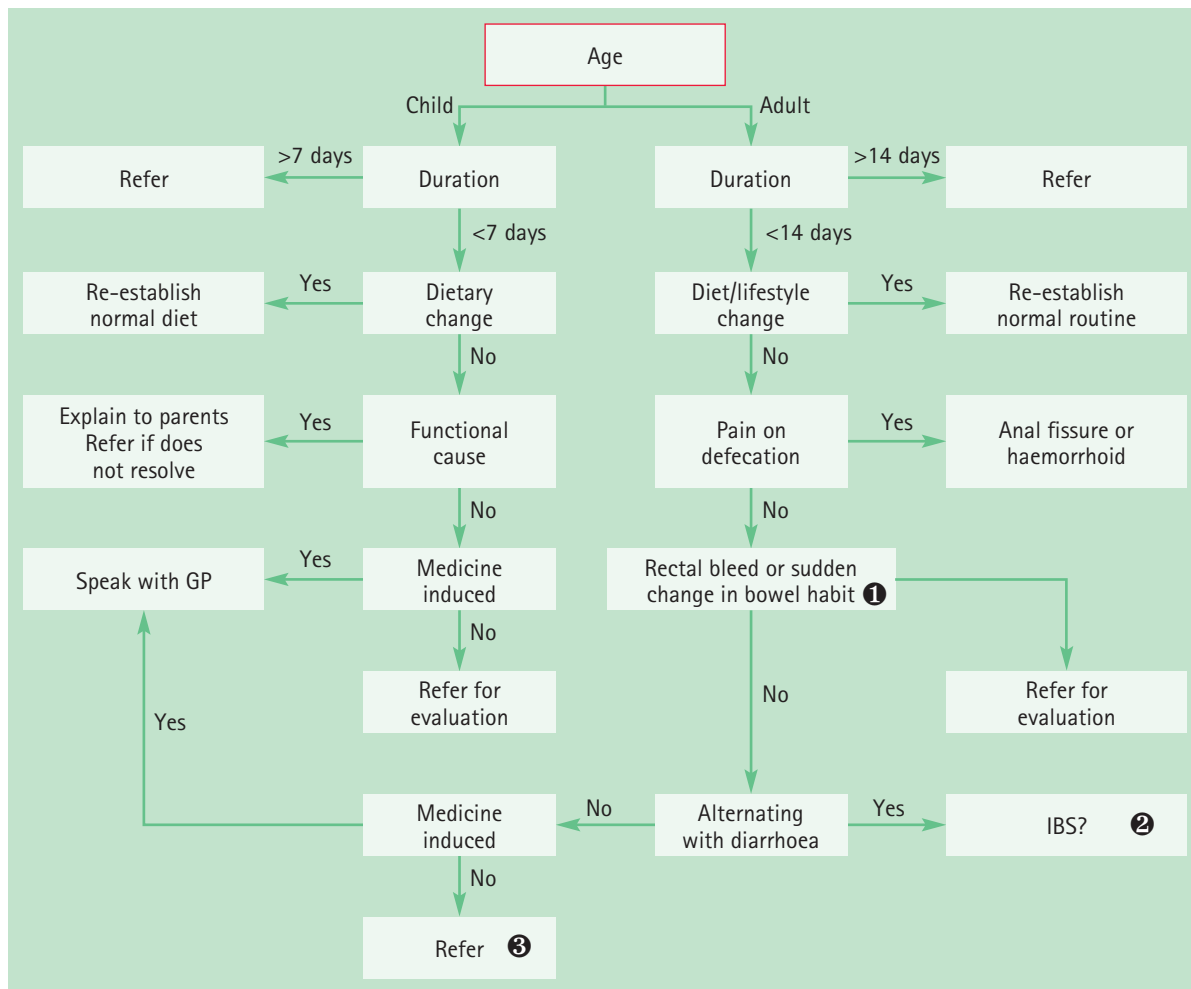 Age
Child
Adult
Refer
>7 days
Duration
Duration
>14 days
Refer
<7 days
<14 days
Re-establish
normal diet
Yes
Dietary
change
Diet/lifestyle
change
Yes
Re-establish
normal routine
No
No
Explain to parents
Refer if does
not resolve
Yes
Functional
cause
Pain on
defecation
Yes
Anal fissure or
haemorrhoid
No
No
Speak with GP
Yes
Medicine
induced
Rectal bleed or sudden
change in bowel habit ❶
No
Refer for
evaluation
No
Refer for
evaluation
Yes
Medicine
induced
No
Alternating
with diarrhoea
Yes
IBS? ❷
No
Refer ❸